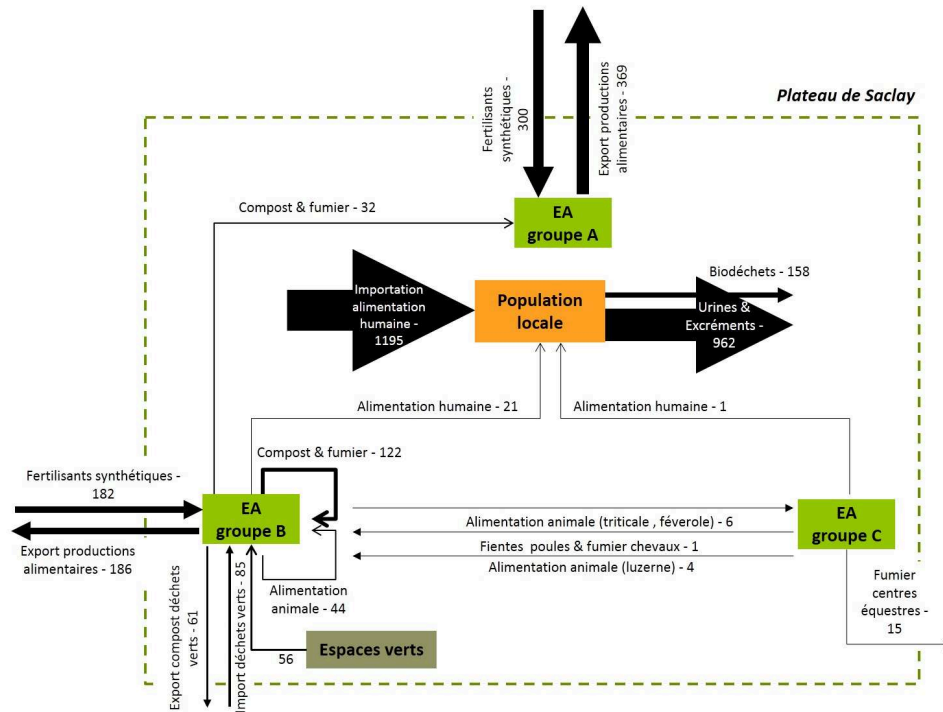 Plateau de Saclay
Fertilisants
synthétiques -
300
Export productions
alimentaires - 369
Compost & fumier - 32
EA
groupe A
Importation
alimentation
humaine -
1195
Population
locale
Biodéchets - 158
Urines &
Excréments -
962
Alimentation humaine - 21
Alimentation humaine - 1
Compost & fumier - 122
Fertilisants synthétiques -
182
EA
groupe B
Export productions
alimentaires - 186
Alimentation animale (triticale , féverole) - 6
Fientes poules & fumier chevaux - 1
Alimentation animale (luzerne) - 4
EA
groupe C
Alimentation
animale - 44
Export compost déchets
verts - 61
Import déchets verts - 85
56
Espaces verts
Fumier
centres
équestres -
15